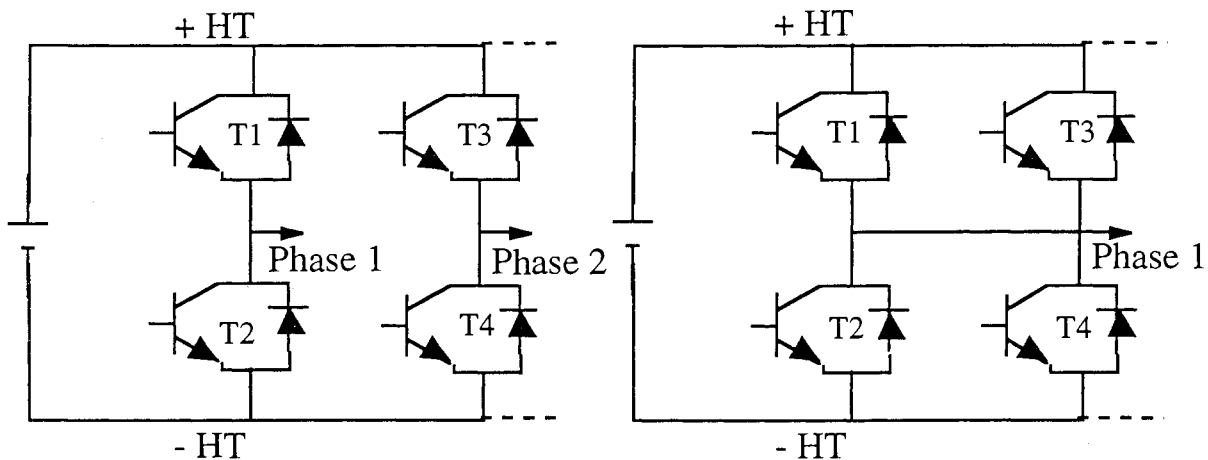 + HT
T1
T3
Phase 1
Phase 2
T2
T4
- HT
+ HT
T1
T3
Phase 1
T2
T4
- HT